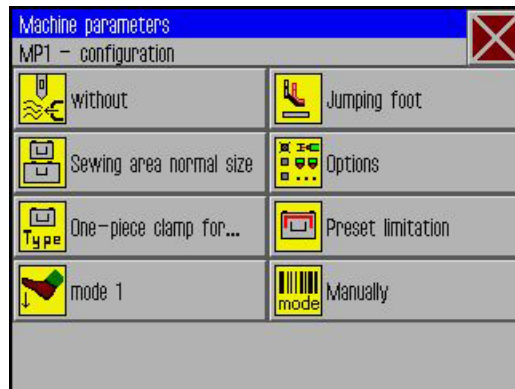 Machine parameters
MP1 - configuration
without
Jumping foot
Sewing area normal size
Options
Type
One-piece clamp for...
Preset limitation
mode 1
mode
Manually